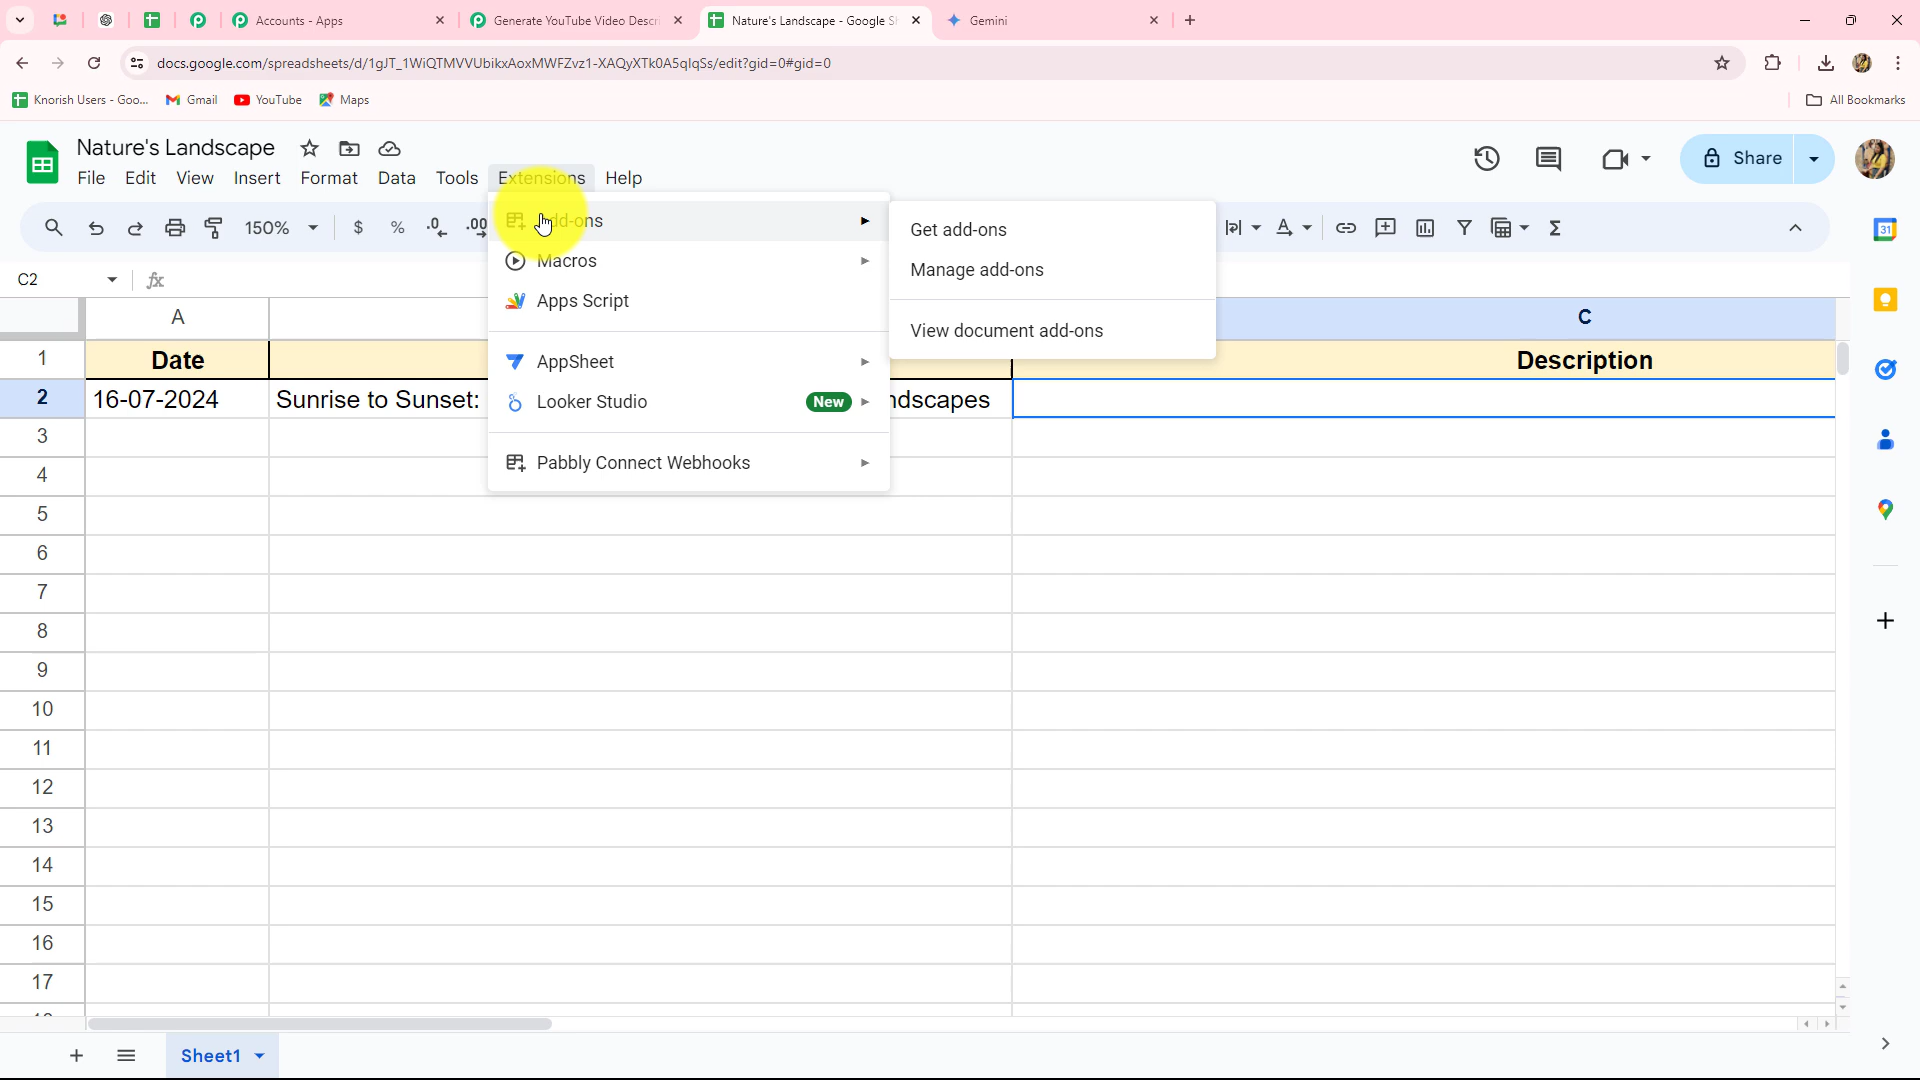 Accounts - Apps
Generate YouTube Video Descri
Nature's Landscape - Google Sh
Gemini
docs.google.com/spreadsheets/d/1gJT_1WiQTMVVUbikxAoxMWFZvz1-XAQyXTk0A5qlqSs/edit?gid=0#gid=0
Knorish Users - Goo...
Gmail
YouTube
Maps
All Bookmarks
Nature's Landscape
File Edit View Insert Format Data Tools Extensions Help
Share
150%
$ % .0 .00
Add-ons
Macros
Apps Script
AppSheet
Looker Studio New
Pabbly Connect Webhooks
Get add-ons
Manage add-ons
View document add-ons
31
C2
fx
A C
1 Date Description
2 16-07-2024 Sunrise to Sunset: ndscapes
3
4
5
6
7
8
9
10
11
12
13
14
15
16
17
Sheet1